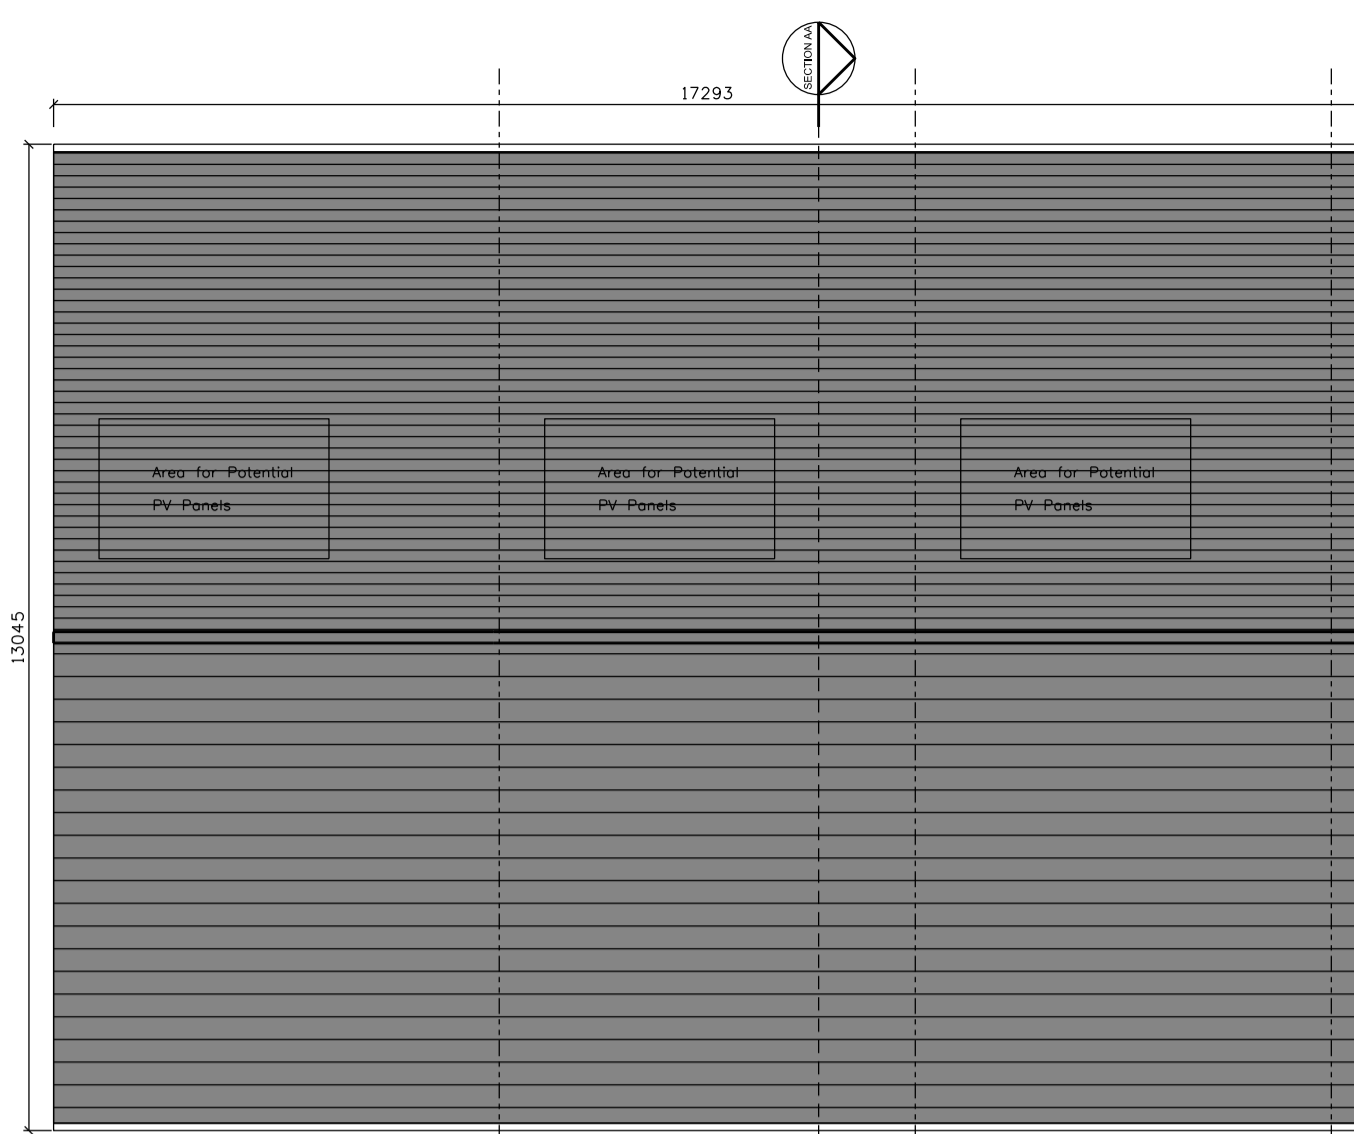 SECTION AA
17293
Area for Potential
PV Panels
Area for Potential
PV Panels
Area for Potential
PV Panels
13045